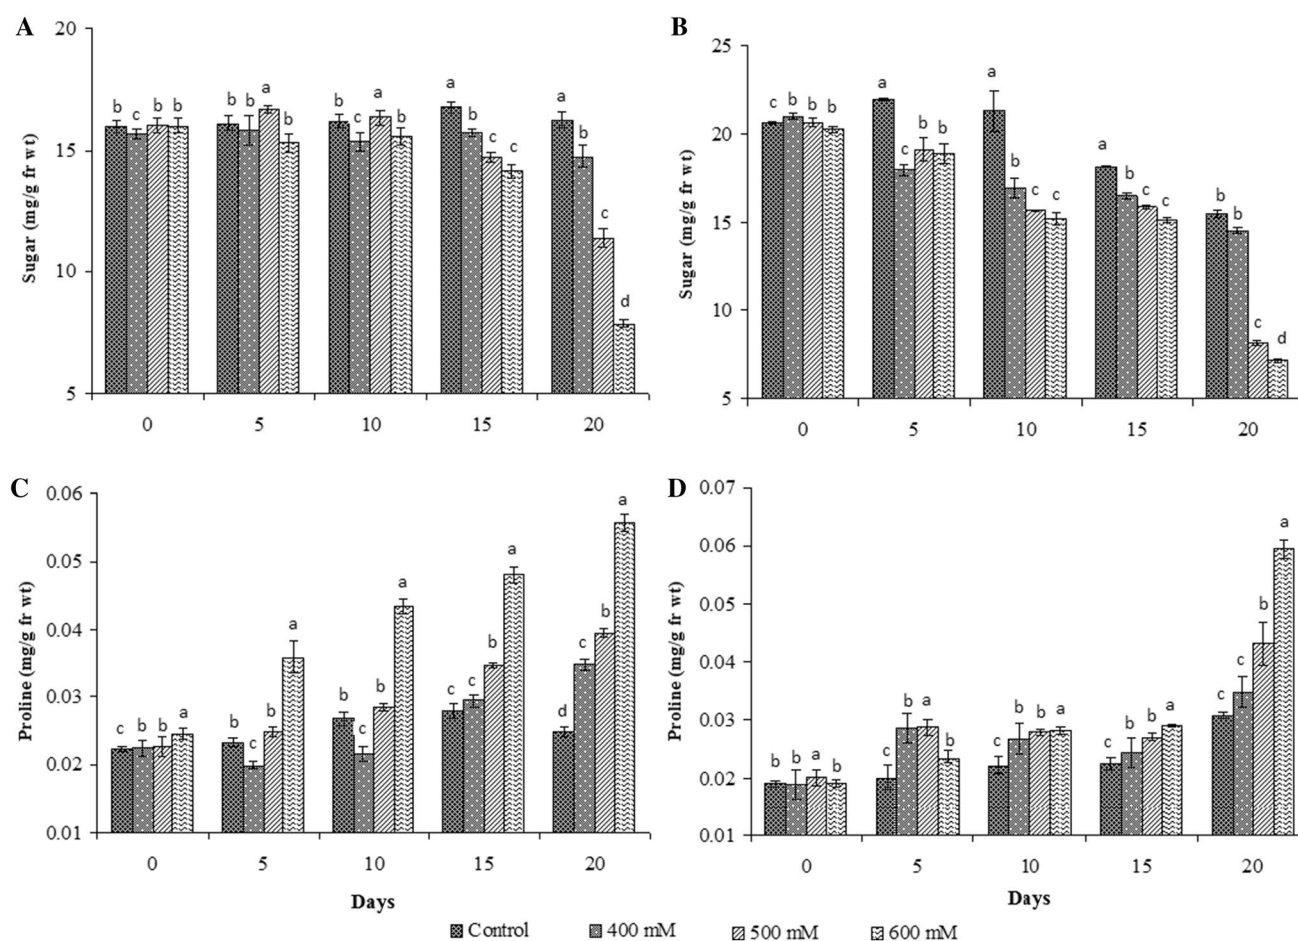 A
Sugar (mg/g fr wt)
20
15
10
5
b c b b
b b a b
b c a b
a b c c
a b c d
0 5 10 15 20
B
Sugar (mg/g fr wt)
25
20
15
10
5
c b b b
a c b b
a b c c
a b c c
b b c d
0 5 10 15 20
C
Proline (mg/g fr wt)
0.06
0.05
0.04
0.03
0.02
0.01
c b b a
b c b a
b c b a
c c b a
d c b a
0 5 10 15 20
Days
D
Proline (mg/g fr wt)
0.07
0.06
0.05
0.04
0.03
0.02
0.01
b b a b
c b a b
c b b a
c b b a
c c b a
0 5 10 15 20
Days
Control 400 mM 500 mM 600 mM